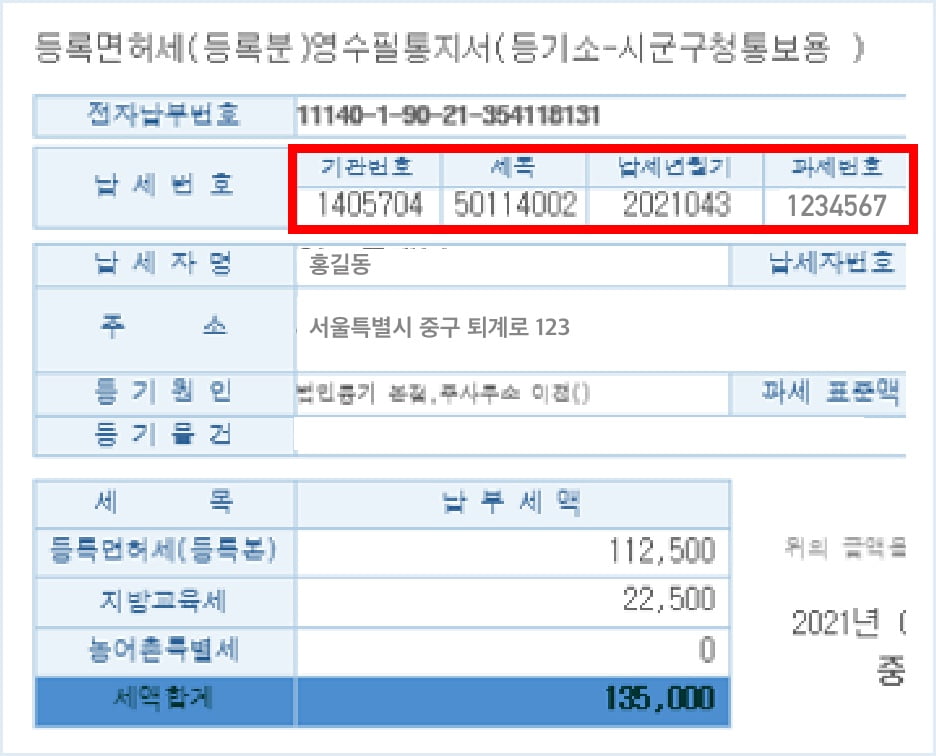 등록면허세(등록분)영수필통지서(등기소-시군구청통보용 )
전자납부번호 11140-1-90-21-354118131
납 세 번 호
기관번호 세목 납세년월기 과세번호
1405704 50114002 2021043 1234567
납 세 자 명 홍길동 납세자번호
주 소 서울특별시 중구 퇴계로 123
등 기 원 인 법인등기 본점,주사무소 이전() 과세 표준액
등 기 물 건
세 목 납 부 세 액
등록면허세(등록분) 112,500 위의 금액을
지방교육세 22,500
2021년 (
농어촌특별세 0
중
세액합계 135,000